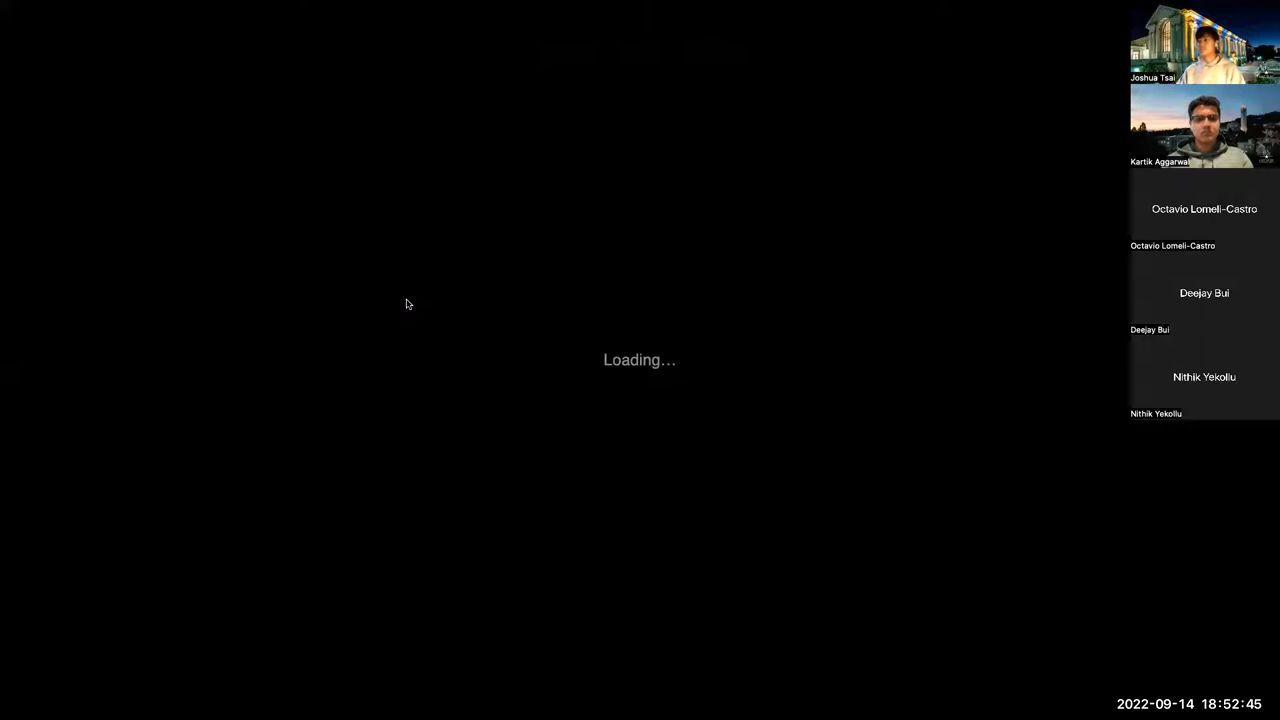 Joshua Tsai
Kartik Aggarwal
Octavio Lomeli-Castro
Octavio Lomeli-Castro
Deejay Bui
Deejay Bui
Nithik Yekollu
Nithik Yekollu
Loading...
2022-09-14 18:52:45